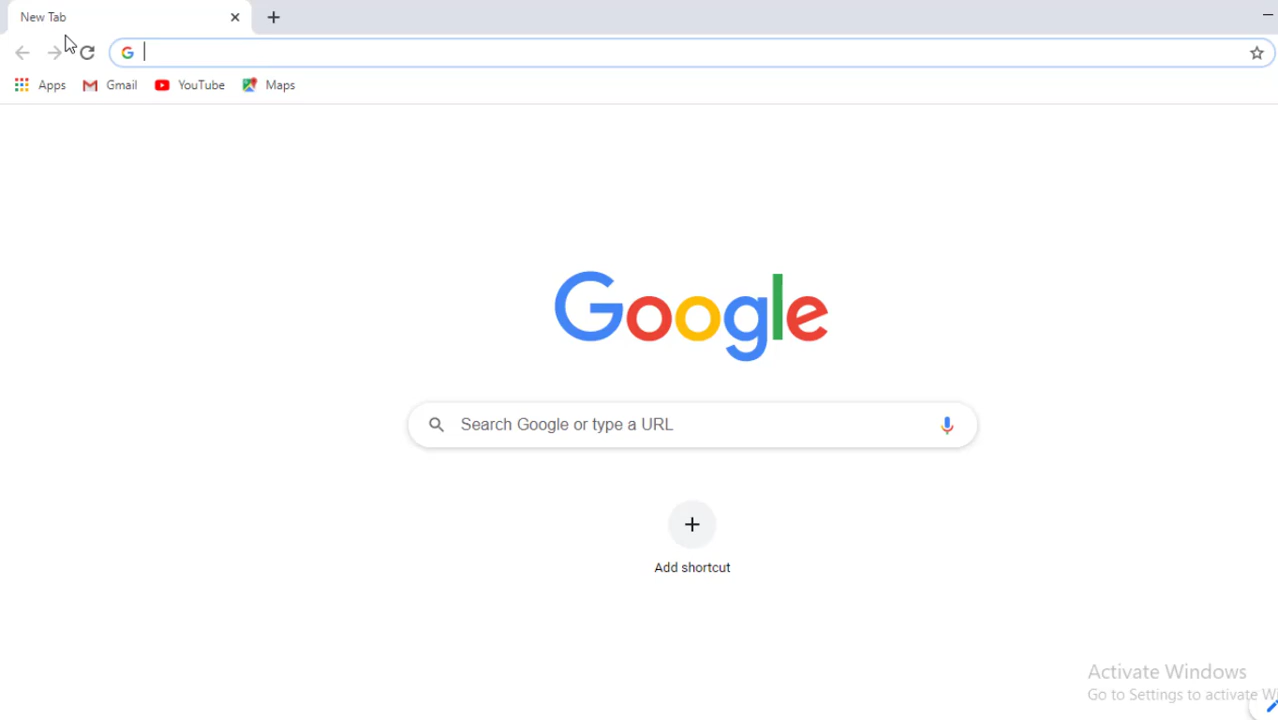 New Tab
Apps Gmail YouTube Maps
Google
Search Google or type a URL
Add shortcut
Activate Windows
Go to Settings to activate